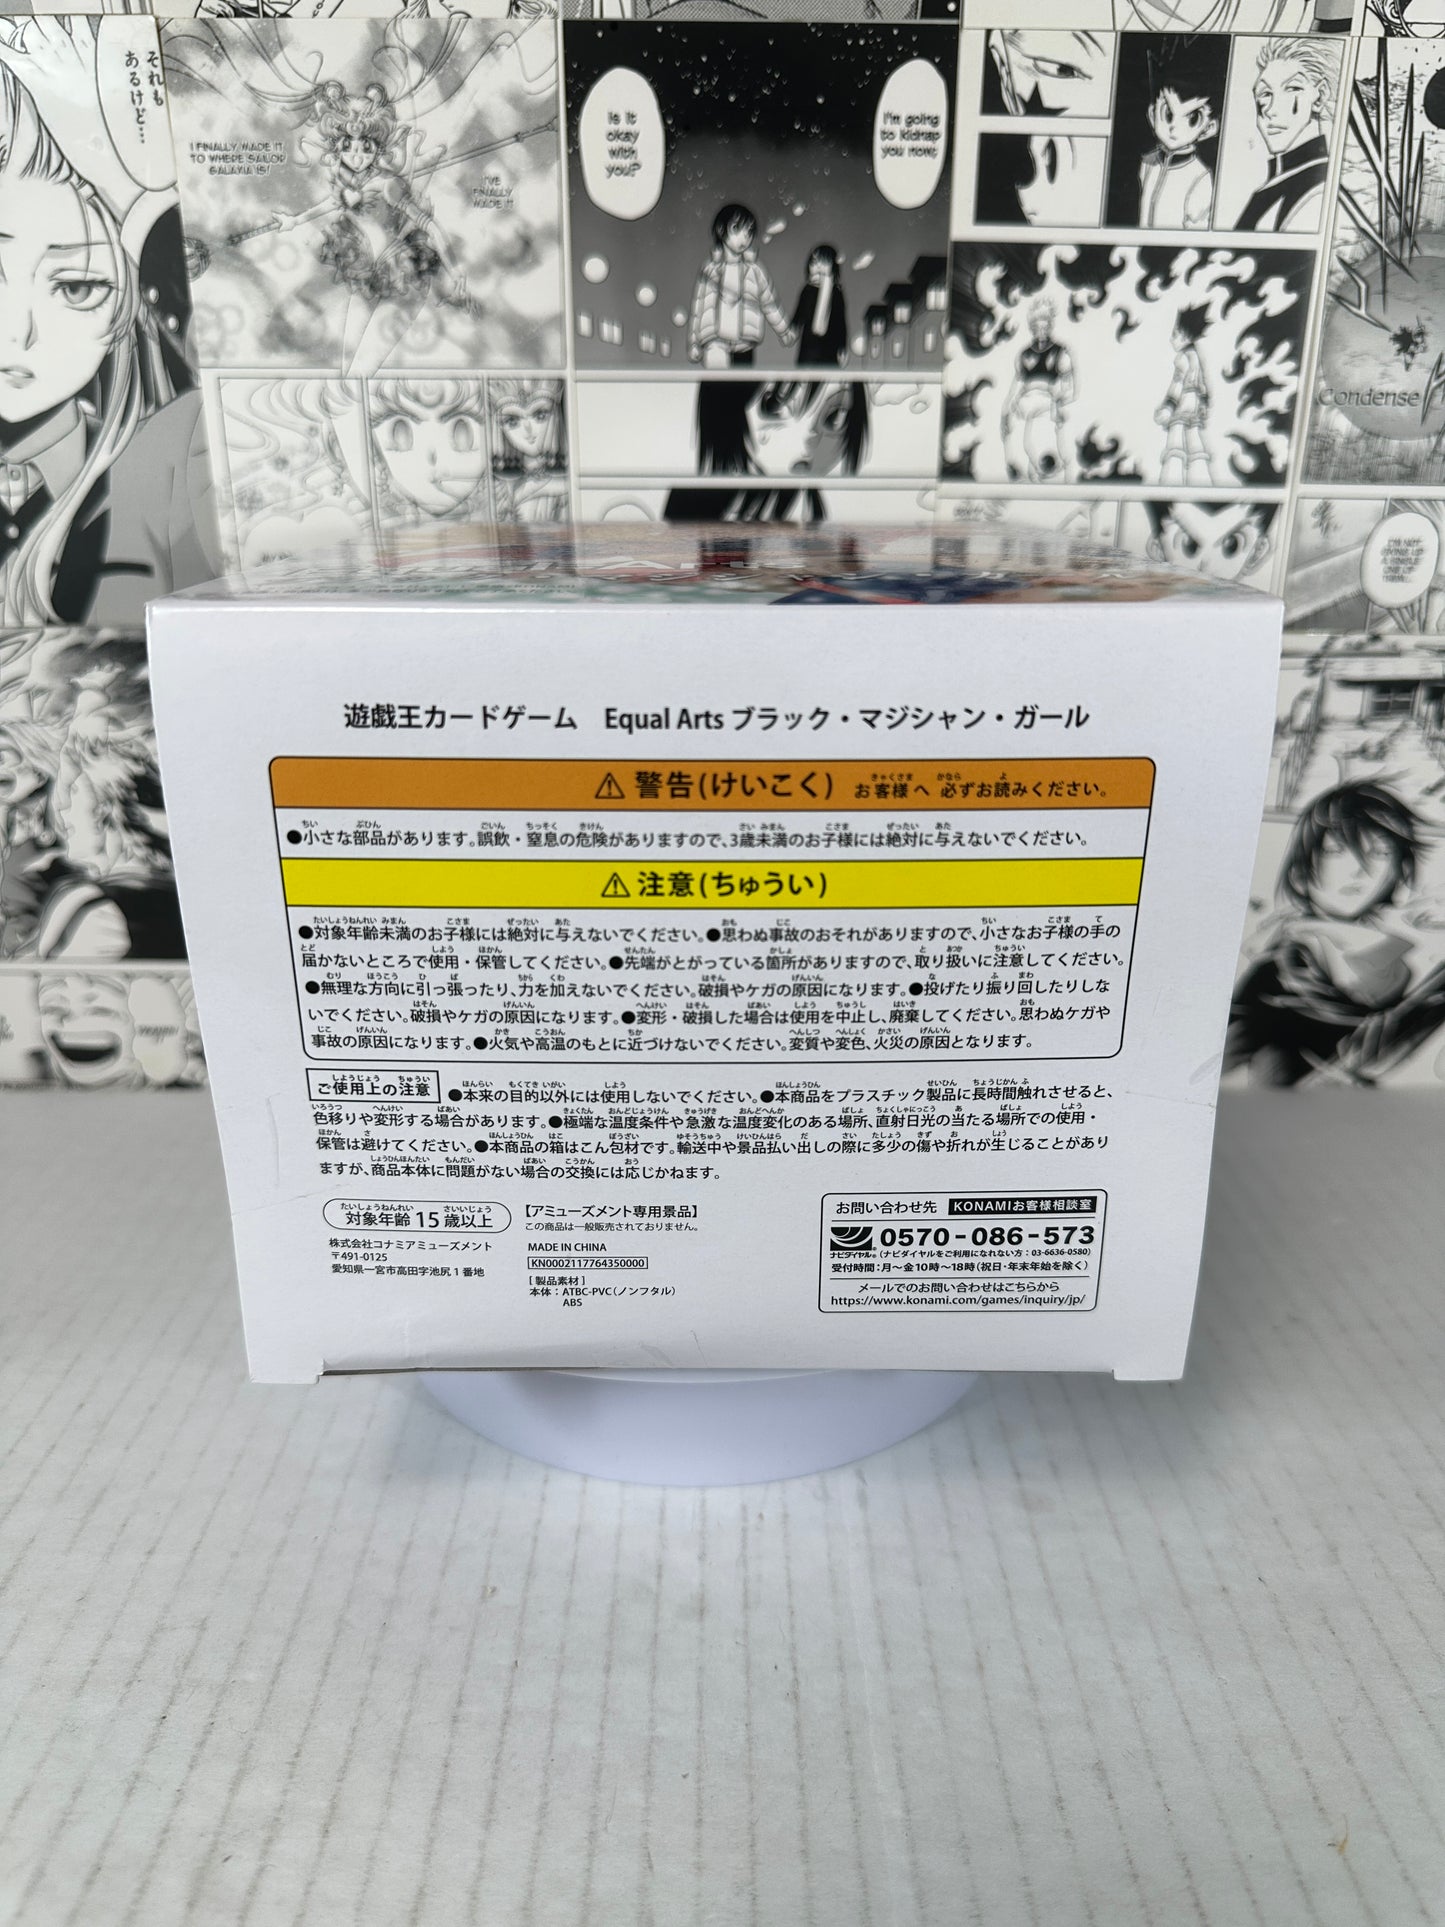 それも
あるけど…
I FINALLY MADE IT
TO WHERE SAILOR
GALAXIA IS!
I'VE
FINALLY
MADE IT
Is it
okay
with
you?
I'm going
to kidnap
you now.
Condense
遊戯王カードゲーム Equal Arts ブラック・マジシャン・ガール
⚠ 警告(けいこく) お客様へ 必ずお読みください。
●小さな部品があります。誤飲・窒息の危険がありますので、3歳未満のお子様には絶対に与えないでください。
⚠ 注意(ちゅうい)
●対象年齢未満のお子様には絶対に与えないでください。●思わぬ事故のおそれがありますので、小さなお子様の手の
届かないところで使用・保管してください。●先端がとがっている箇所がありますので、取り扱いに注意してください。
●無理な方向に引っ張ったり、力を加えないでください。破損やケガの原因になります。●投げたり振り回したりしな
いでください。破損やケガの原因になります。●変形・破損した場合は使用を中止し、廃棄してください。思わぬケガや
事故の原因になります。●火気や高温のもとに近づけないでください。変質や変色、火災の原因となります。
ご使用上の注意 ●本来の目的以外には使用しないでください。●本商品をプラスチック製品に長時間触れさせると、
色移りや変形する場合があります。●極端な温度条件や急激な温度変化のある場所、直射日光の当たる場所での使用・
保管は避けてください。●本商品の箱はこん包材です。輸送中や景品払い出しの際に多少の傷や折れが生じることがあり
ますが、商品本体に問題がない場合の交換には応じかねます。
対象年齢 15歳以上
株式会社コナミアミューズメント
〒491-0125
愛知県一宮市高田字池尻1番地
【アミューズメント専用景品】
この商品は一般販売されておりません。
MADE IN CHINA
KN0002117764350000
[製品素材]
本体：ATBC-PVC(ノンフタル)
ABS
お問い合わせ先 KONAMIお客様相談室
0570-086-573
ナビダイヤル®(ナビダイヤルをご利用になれない方：03-6636-0580)
受付時間：月～金10時～18時(祝日・年末年始を除く)
メールでのお問い合わせはこちらから
https://www.konami.com/games/inquiry/jp/